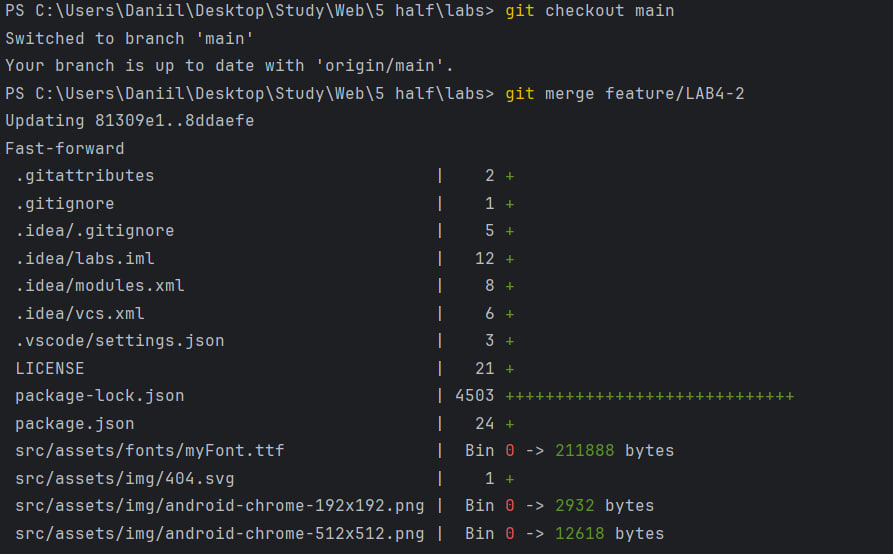 PS C:\Users\Daniil\Desktop\Study\Web\5 half\labs> git checkout main
Switched to branch 'main'
Your branch is up to date with 'origin/main'.
PS C:\Users\Daniil\Desktop\Study\Web\5 half\labs> git merge feature/LAB4-2
Updating 81309e1..8ddaefe
Fast-forward
 .gitattributes                            |    2 +
 .gitignore                                |    1 +
 .idea/.gitignore                          |    5 +
 .idea/labs.iml                            |   12 +
 .idea/modules.xml                         |    8 +
 .idea/vcs.xml                             |    6 +
 .vscode/settings.json                     |    3 +
 LICENSE                                   |   21 +
 package-lock.json                         | 4503 +++++++++++++++++++++++++++++
 package.json                              |   24 +
 src/assets/fonts/myFont.ttf               |  Bin 0 -> 211888 bytes
 src/assets/img/404.svg                    |    1 +
 src/assets/img/android-chrome-192x192.png |  Bin 0 -> 2932 bytes
 src/assets/img/android-chrome-512x512.png |  Bin 0 -> 12618 bytes